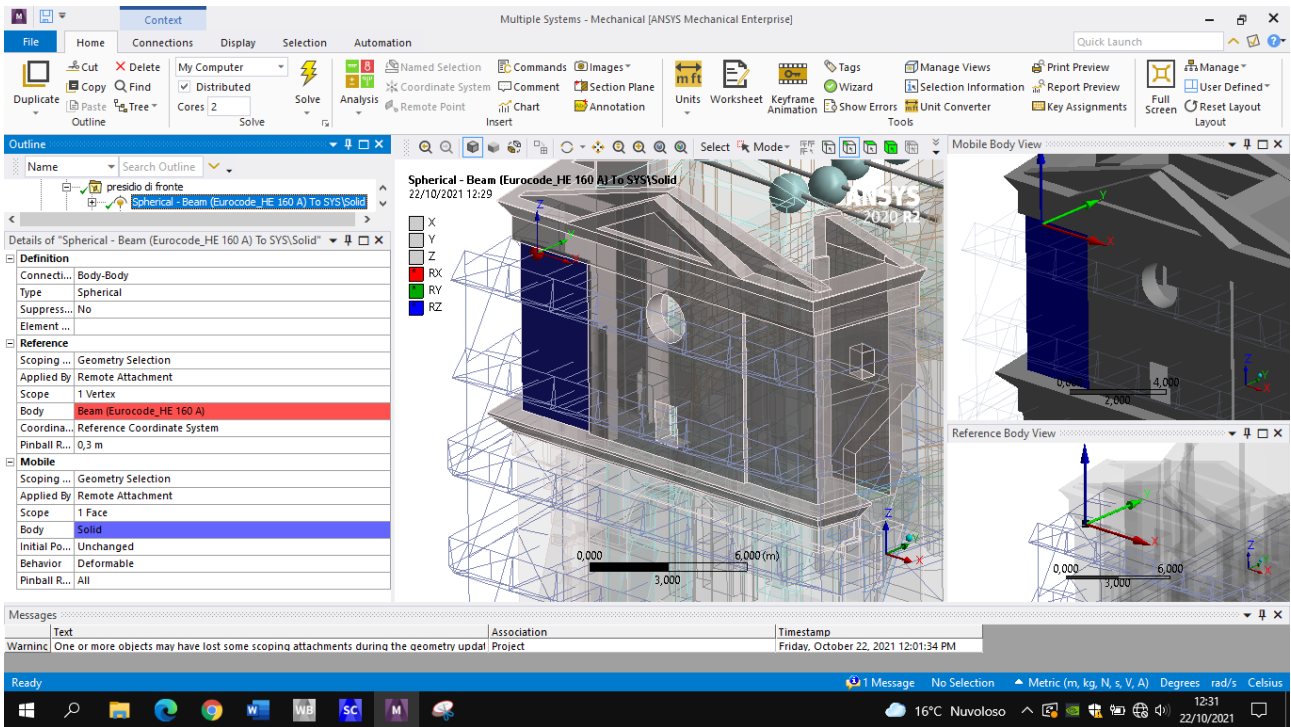 Context
Multiple Systems - Mechanical [ANSYS Mechanical Enterprise]
File Home Connections Display Selection Automation
Quick Launch
Duplicate
Cut
Copy
Paste
Delete
Find
Tree
Outline
My Computer
Distributed
Cores 2
Solve
Solve
Analysis
Named Selection
Coordinate System
Remote Point
Commands
Comment
Chart
Images
Section Plane
Annotation
Insert
Units
Worksheet
Keyframe
Animation
Tags
Wizard
Show Errors
Manage Views
Selection Information
Unit Converter
Print Preview
Report Preview
Key Assignments
Tools
Full
Screen
Manage
User Defined
Reset Layout
Layout
Outline
Name
Search Outline
presidio di fronte
Spherical - Beam (Eurocode_HE 160 A) To SYS\Solid
Details of "Spherical - Beam (Eurocode_HE 160 A) To SYS\Solid"
Definition
Connecti... Body-Body
Type Spherical
Suppress... No
Element ...
Reference
Scoping ... Geometry Selection
Applied By Remote Attachment
Scope 1 Vertex
Body Beam (Eurocode_HE 160 A)
Coordina... Reference Coordinate System
Pinball R... 0,3 m
Mobile
Scoping ... Geometry Selection
Applied By Remote Attachment
Scope 1 Face
Body Solid
Initial Po... Unchanged
Behavior Deformable
Pinball R... All
Select Mode
Spherical - Beam (Eurocode_HE 160 A) To SYS\Solid
22/10/2021 12:29
X
Y
Z
RX
RY
RZ
ANSYS
2020 R2
Z
Y
X
Z
Y
X
0,000 6,000 (m)
3,000
Mobile Body View
Y
X
Z
Y
X
0,000 4,000
2,000
Reference Body View
Y
X
Z
Y
X
0,000 6,000
3,000
Messages
Text Association Timestamp
Warning One or more objects may have lost some scoping attachments during the geometry updat Project Friday, October 22, 2021 12:01:34 PM
Ready
1 Message No Selection Metric (m, kg, N, s, V, A) Degrees rad/s Celsius
16°C Nuvoloso
12:31
22/10/2021